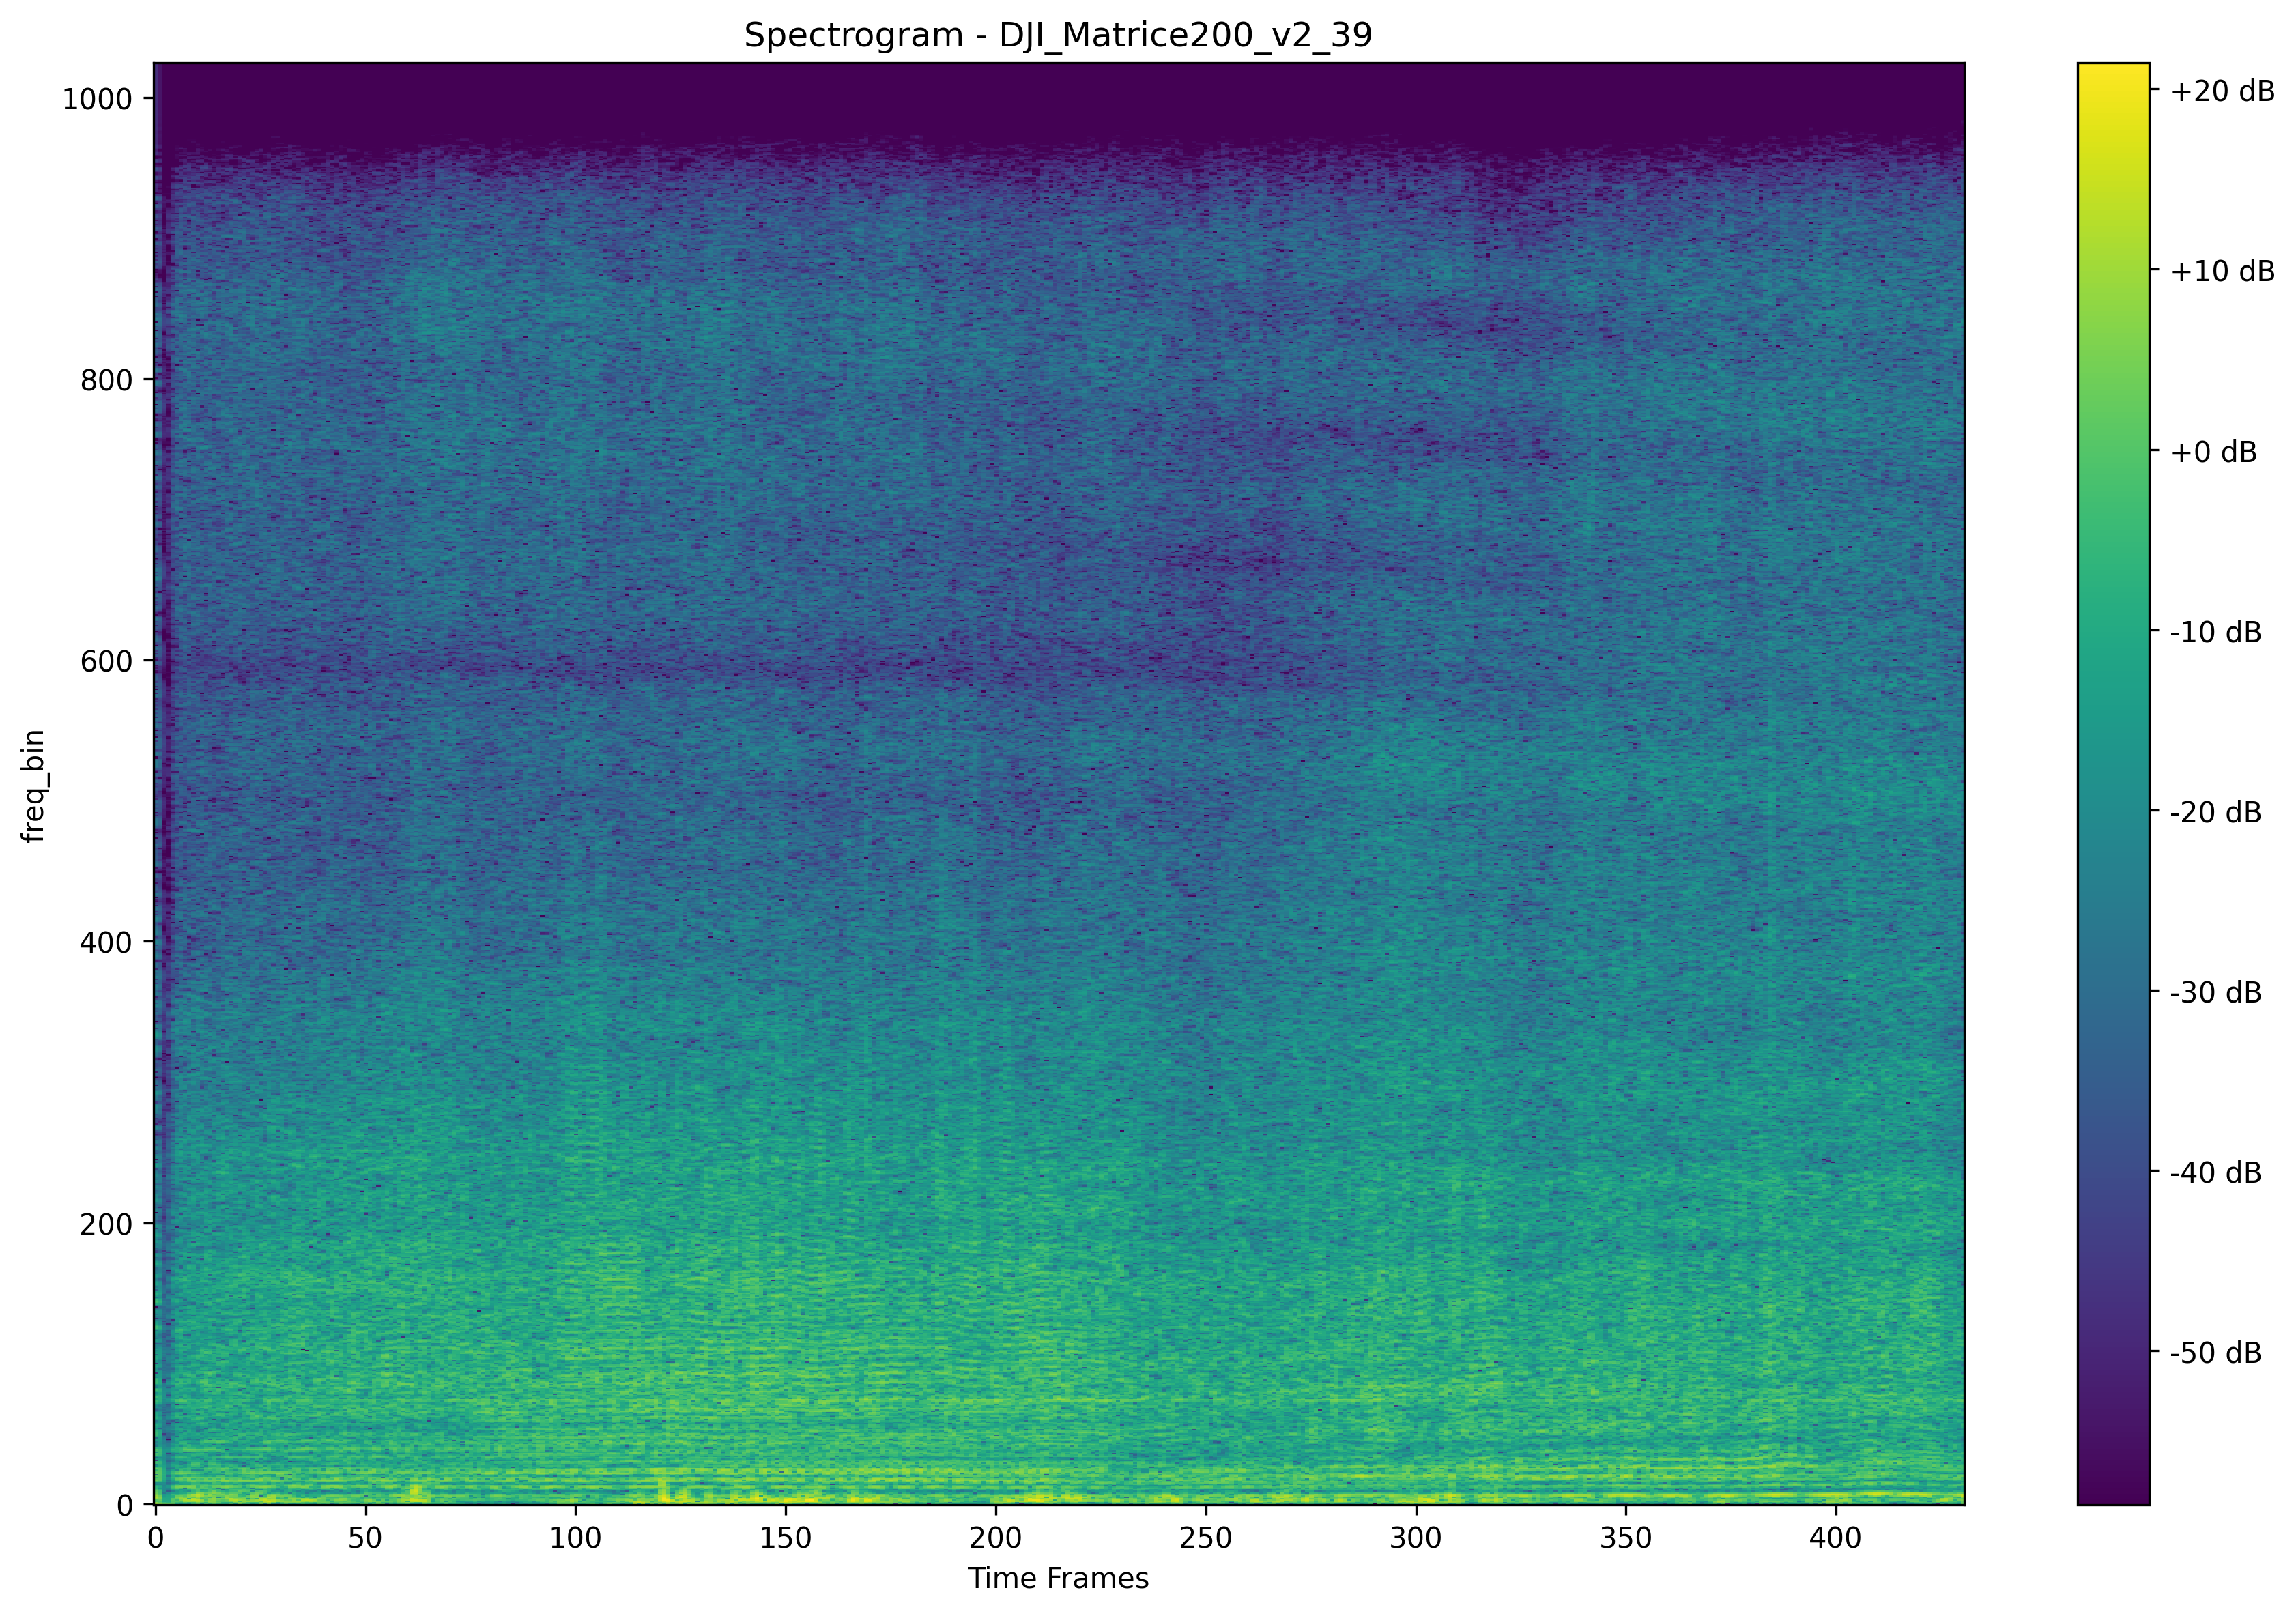 Spectrogram - DJI_Matrice200_v2_39
1000
800
600
400
200
0
freq_bin
0 50 100 150 200 250 300 350 400
Time Frames
+20 dB
+10 dB
+0 dB
-10 dB
-20 dB
-30 dB
-40 dB
-50 dB